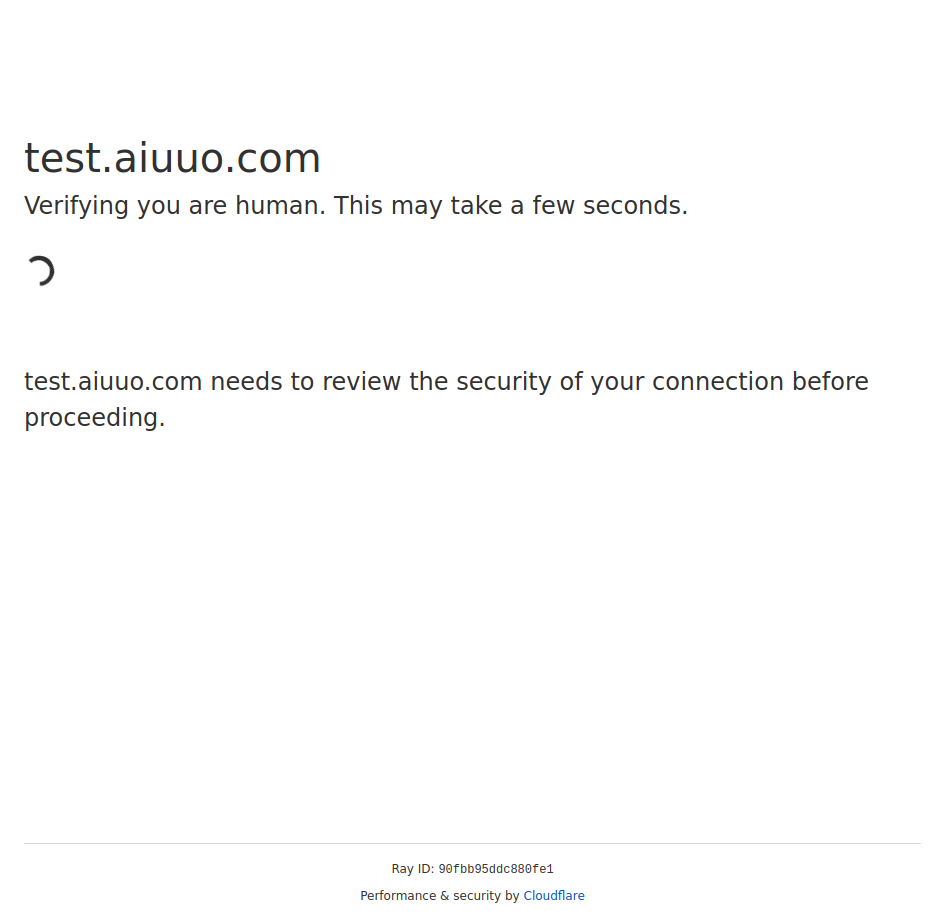 test.aiuuo.com
Verifying you are human. This may take a few seconds.
test.aiuuo.com needs to review the security of your connection before
proceeding.
Ray ID: 90fbb95ddc880fe1
Performance & security by Cloudflare